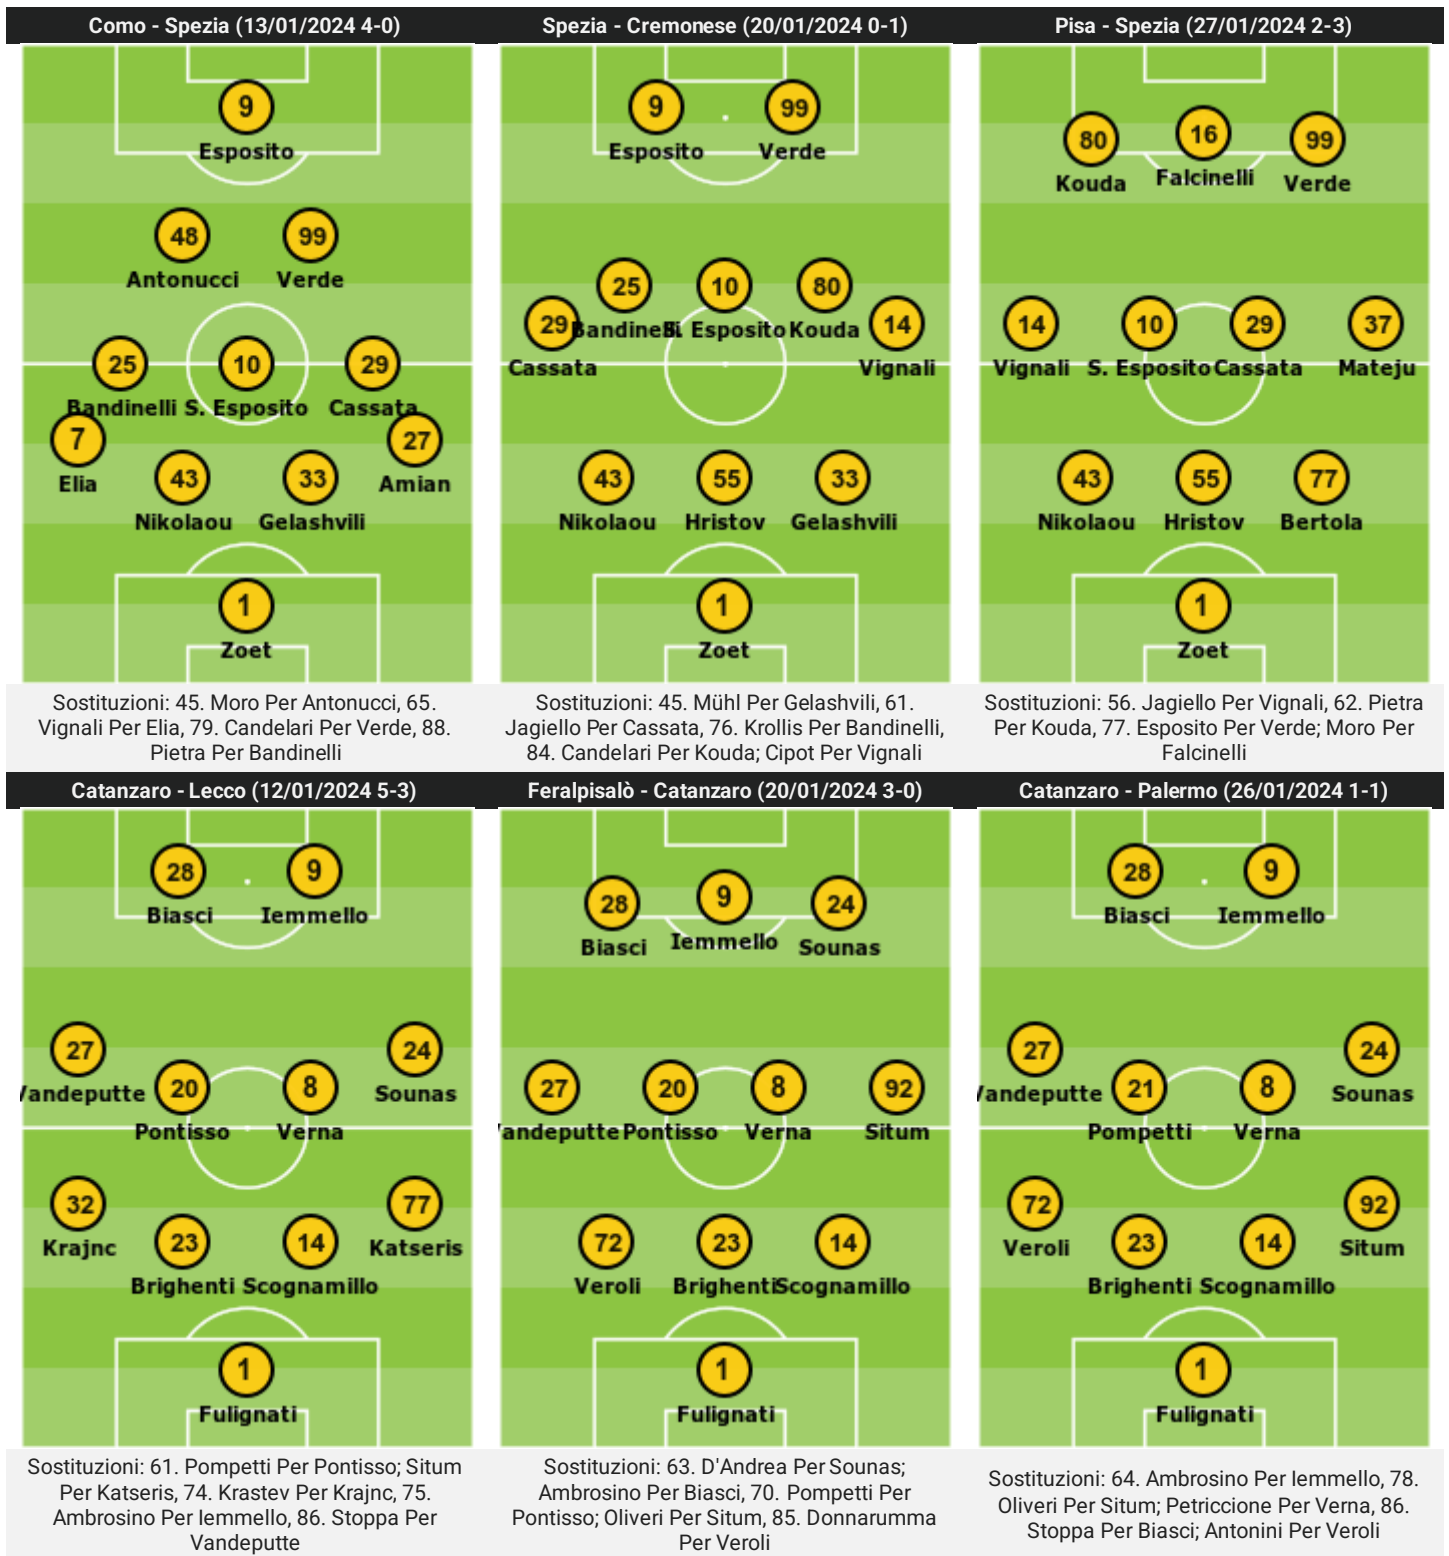 Como - Spezia (13/01/2024 4-0)
9
Esposito
48 99
Antonucci Verde
25 10 29
Bandinelli S. Esposito Cassata
7 27
Elia Amian
43 33
Nikolaou Gelashvili
1
Zoet
Sostituzioni: 45. Moro Per Antonucci, 65.
Vignali Per Elia, 79. Candelari Per Verde, 88.
Pietra Per Bandinelli
Spezia - Cremonese (20/01/2024 0-1)
9 99
Esposito Verde
25 10 80
Bandinelli S. Esposito Kouda
29 14
Cassata Vignali
43 55 33
Nikolaou Hristov Gelashvili
1
Zoet
Sostituzioni: 45. Mühl Per Gelashvili, 61.
Jagiello Per Cassata, 76. Krollis Per Bandinelli,
84. Candelari Per Kouda; Cipot Per Vignali
Pisa - Spezia (27/01/2024 2-3)
80 16 99
Kouda Falcinelli Verde
14 10 29 37
Vignali S. Esposito Cassata Mateju
43 55 77
Nikolaou Hristov Bertola
1
Zoet
Sostituzioni: 56. Jagiello Per Vignali, 62. Pietra
Per Kouda, 77. Esposito Per Verde; Moro Per
Falcinelli
Catanzaro - Lecco (12/01/2024 5-3)
28 9
Biasci Iemmello
27 24
Vandeputte Sounas
20 8
Pontisso Verna
32 77
Krajnc Katseris
23 14
Brighenti Scognamillo
1
Fulignati
Sostituzioni: 61. Pompetti Per Pontisso; Situm
Per Katseris, 74. Krastev Per Krajnc, 75.
Ambrosino Per Iemmello, 86. Stoppa Per
Vandeputte
Feralpisalò - Catanzaro (20/01/2024 3-0)
28 9 24
Biasci Iemmello Sounas
27 20 8 92
Vandeputte Pontisso Verna Situm
72 23 14
Veroli Brighenti Scognamillo
1
Fulignati
Sostituzioni: 63. D'Andrea Per Sounas;
Ambrosino Per Biasci, 70. Pompetti Per
Pontisso; Oliveri Per Situm, 85. Donnarumma
Per Veroli
Catanzaro - Palermo (26/01/2024 1-1)
28 9
Biasci Iemmello
27 24
Vandeputte Sounas
21 8
Pompetti Verna
72 92
Veroli Situm
23 14
Brighenti Scognamillo
1
Fulignati
Sostituzioni: 64. Ambrosino Per Iemmello, 78.
Oliveri Per Situm; Petriccione Per Verna, 86.
Stoppa Per Biasci; Antonini Per Veroli